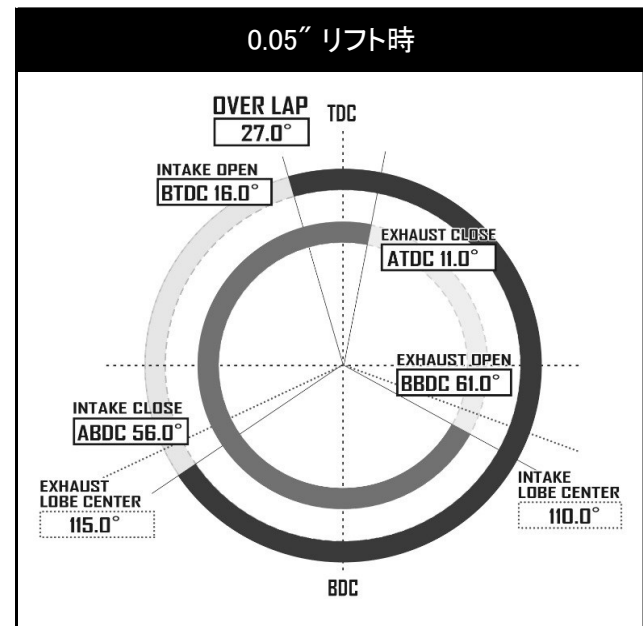 0.05″ リフト時
OVER LAP
27.0°
TDC
INTAKE OPEN
BTDC 16.0°
EXHAUST CLOSE
ATDC 11.0°
EXHAUST OPEN
BBDC 61.0°
INTAKE CLOSE
ABDC 56.0°
EXHAUST
LOBE CENTER
115.0°
INTAKE
LOBE CENTER
110.0°
BDC